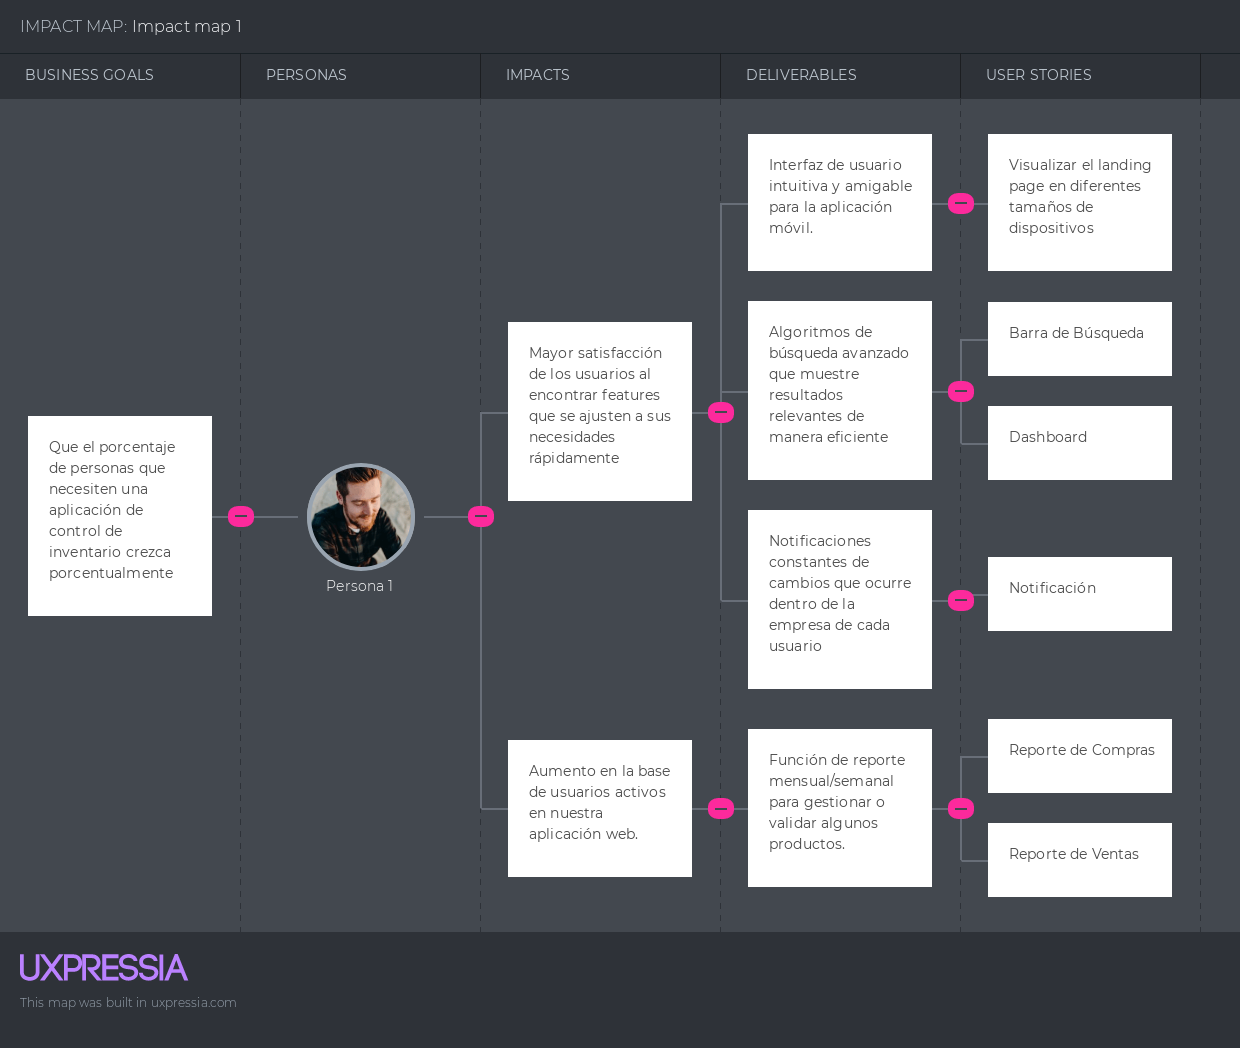 IMPACT MAP: Impact map 1
BUSINESS GOALS
PERSONAS
IMPACTS
DELIVERABLES
USER STORIES
Que el porcentaje
de personas que
necesiten una
aplicación de
control de
inventario crezca
porcentualmente
Persona 1
Mayor satisfacción
de los usuarios al
encontrar features
que se ajusten a sus
necesidades
rápidamente
Aumento en la base
de usuarios activos
en nuestra
aplicación web.
Interfaz de usuario
intuitiva y amigable
para la aplicación
móvil.
Algoritmos de
búsqueda avanzado
que muestre
resultados
relevantes de
manera eficiente
Notificaciones
constantes de
cambios que ocurre
dentro de la
empresa de cada
usuario
Función de reporte
mensual/semanal
para gestionar o
validar algunos
productos.
Visualizar el landing
page en diferentes
tamaños de
dispositivos
Barra de Búsqueda
Dashboard
Notificación
Reporte de Compras
Reporte de Ventas
UXPRESSIA
This map was built in uxpressia.com